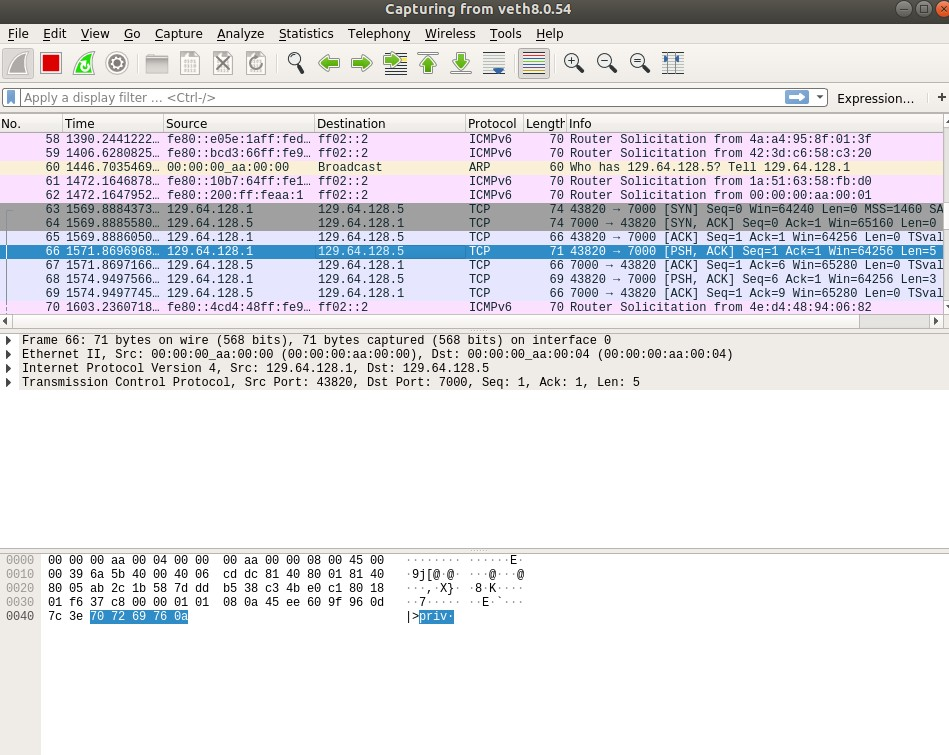 Capturing from veth8.0.54
File Edit View Go Capture Analyze Statistics Telephony Wireless Tools Help
Apply a display filter ... <Ctrl-/> Expression... +
No. Time Source Destination Protocol Length Info
58 1390.2441222… fe80::e05e:1aff:fed… ff02::2 ICMPv6 70 Router Solicitation from 4a:a4:95:8f:01:3f
59 1406.6280825… fe80::bcd3:66ff:fe9… ff02::2 ICMPv6 70 Router Solicitation from 42:3d:c6:58:c3:20
60 1446.7035469… 00:00:00_aa:00:00 Broadcast ARP 60 Who has 129.64.128.5? Tell 129.64.128.1
61 1472.1646878… fe80::10b7:64ff:fe1… ff02::2 ICMPv6 70 Router Solicitation from 1a:51:63:58:fb:d0
62 1472.1647952… fe80::200:ff:feaa:1 ff02::2 ICMPv6 70 Router Solicitation from 00:00:00:aa:00:01
63 1569.8884373… 129.64.128.1 129.64.128.5 TCP 74 43820 → 7000 [SYN] Seq=0 Win=64240 Len=0 MSS=1460 SA
64 1569.8885580… 129.64.128.5 129.64.128.1 TCP 74 7000 → 43820 [SYN, ACK] Seq=0 Ack=1 Win=65160 Len=0
65 1569.8886050… 129.64.128.1 129.64.128.5 TCP 66 43820 → 7000 [ACK] Seq=1 Ack=1 Win=64256 Len=0 TSval
66 1571.8696968… 129.64.128.1 129.64.128.5 TCP 71 43820 → 7000 [PSH, ACK] Seq=1 Ack=1 Win=64256 Len=5
67 1571.8697166… 129.64.128.5 129.64.128.1 TCP 66 7000 → 43820 [ACK] Seq=1 Ack=6 Win=65280 Len=0 TSval
68 1574.9497566… 129.64.128.1 129.64.128.5 TCP 69 43820 → 7000 [PSH, ACK] Seq=6 Ack=1 Win=64256 Len=3
69 1574.9497745… 129.64.128.5 129.64.128.1 TCP 66 7000 → 43820 [ACK] Seq=1 Ack=9 Win=65280 Len=0 TSval
70 1603.2360718… fe80::4cd4:48ff:fe9… ff02::2 ICMPv6 70 Router Solicitation from 4e:d4:48:94:06:82
Frame 66: 71 bytes on wire (568 bits), 71 bytes captured (568 bits) on interface 0
Ethernet II, Src: 00:00:00_aa:00:00 (00:00:00:aa:00:00), Dst: 00:00:00_aa:00:04 (00:00:00:aa:00:04)
Internet Protocol Version 4, Src: 129.64.128.1, Dst: 129.64.128.5
Transmission Control Protocol, Src Port: 43820, Dst Port: 7000, Seq: 1, Ack: 1, Len: 5
0000 00 00 00 aa 00 04 00 00 00 aa 00 00 08 00 45 00 ········ ······E·
0010 00 39 6a 5b 40 00 40 06 cd dc 81 40 80 01 81 40 ·9j[@·@· ···@···@
0020 80 05 ab 2c 1b 58 7d dd b5 38 c3 4b e0 c1 80 18 ···,·X}· ·8·K····
0030 01 f6 37 c8 00 00 01 01 08 0a 45 ee 60 9f 96 0d ··7····· ··E·`···
0040 7c 3e 70 72 69 76 0a |>priv·